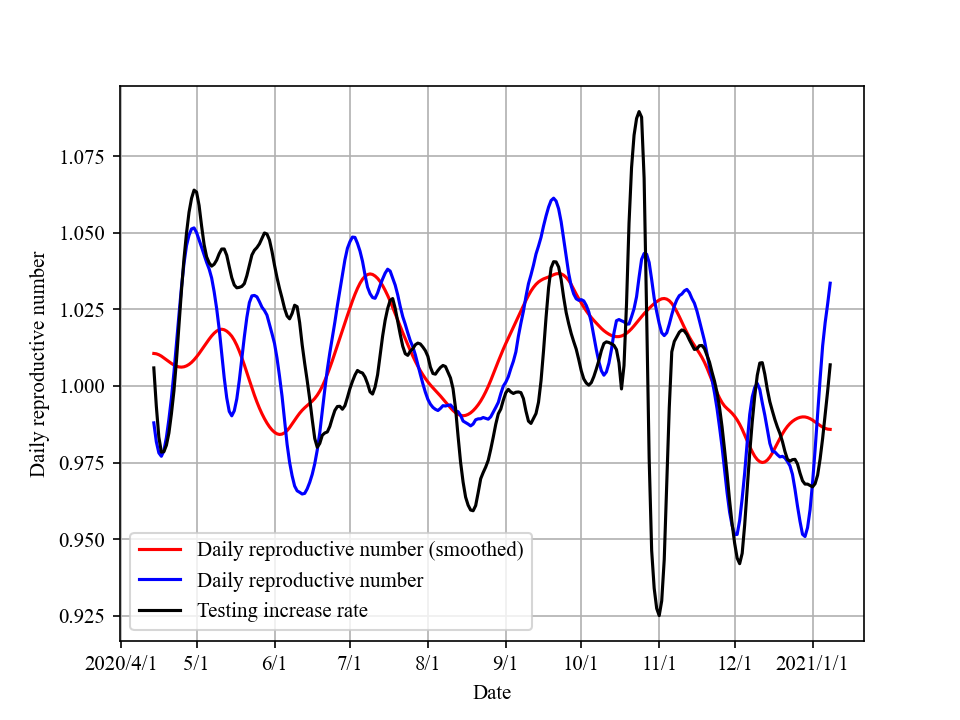 Daily reproductive number
1.075
1.050
1.025
1.000
0.975
0.950
0.925
Daily reproductive number (smoothed)
Daily reproductive number
Testing increase rate
2020/4/1 5/1 6/1 7/1 8/1 9/1 10/1 11/1 12/1 2021/1/1
Date